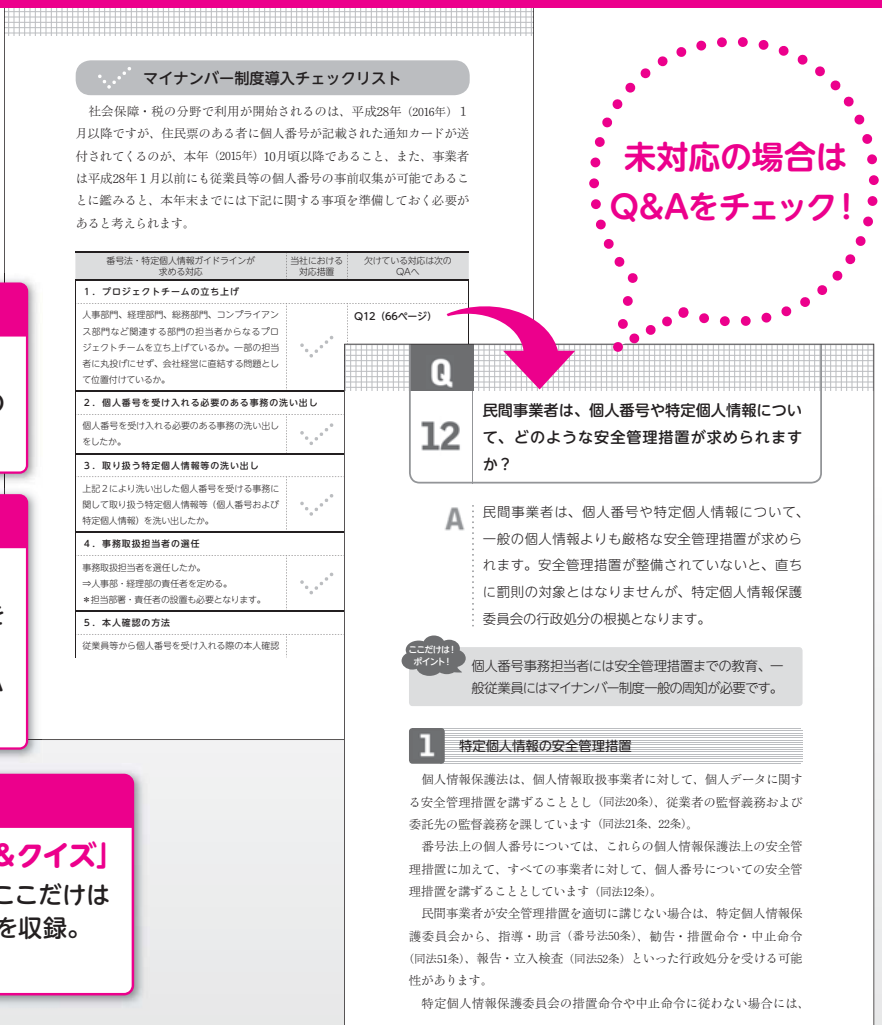 マイナンバー制度導入チェックリスト
社会保障・税の分野で利用が開始されるのは、平成28年（2016年）1
月以降ですが、住民票のある者に個人番号が記載された通知カードが送
付されてくるのが、本年（2015年）10月頃以降であること、また、事業者
は平成28年1月以前にも従業員等の個人番号の事前収集が可能であるこ
とに鑑みると、本年末までには下記に関する事項を準備しておく必要が
あると考えられます。
番号法・特定個人情報ガイドラインが
求める対応
当社における
対応措置
欠けている対応は次の
QAへ
1．プロジェクトチームの立ち上げ
人事部門、経理部門、総務部門、コンプライアン
ス部門など関連する部門の担当者からなるプロ
ジェクトチームを立ち上げているか。一部の担当
者に丸投げにせず、会社経営に直結する問題とし
て位置付けているか。
Q12（66ページ）
2．個人番号を受け入れる必要のある事務の洗い出し
個人番号を受け入れる必要のある事務の洗い出し
をしたか。
3．取り扱う特定個人情報等の洗い出し
上記2により洗い出した個人番号を受ける事務に
関して取り扱う特定個人情報等（個人番号および
特定個人情報）を洗い出したか。
4．事務取扱担当者の選任
事務取扱担当者を選任したか。
⇒人事部・経理部の責任者を定める。
＊担当部署・責任者の設置も必要となります。
5．本人確認の方法
従業員等から個人番号を受け入れる際の本人確認
未対応の場合は
Q&Aをチェック！
Q
12
民間事業者は、個人番号や特定個人情報につい
て、どのような安全管理措置が求められます
か？
A
民間事業者は、個人番号や特定個人情報について、
一般の個人情報よりも厳格な安全管理措置が求めら
れます。安全管理措置が整備されていないと、直ち
に罰則の対象とはなりませんが、特定個人情報保護
委員会の行政処分の根拠となります。
ここだけは！
ポイント！
個人番号事務担当者には安全管理措置までの教育、一
般従業員にはマイナンバー制度一般の周知が必要です。
1 特定個人情報の安全管理措置
個人情報保護法は、個人情報取扱事業者に対して、個人データに関す
る安全管理措置を講ずることとし（同法20条）、従業者の監督義務および
委託先の監督義務を課しています（同法21条、22条）。
番号法上の個人番号については、これらの個人情報保護法上の安全管
理措置に加えて、すべての事業者に対して、個人番号についての安全管
理措置を講ずることとしています（同法12条）。
民間事業者が安全管理措置を適切に講じない場合は、特定個人情報保
護委員会から、指導・助言（番号法50条）、勧告・措置命令・中止命令
（同法51条）、報告・立入検査（同法52条）といった行政処分を受ける可能
性があります。
特定個人情報保護委員会の措置命令や中止命令に従わない場合には、
の
を
&クイズ」
ここだけは
を収録。